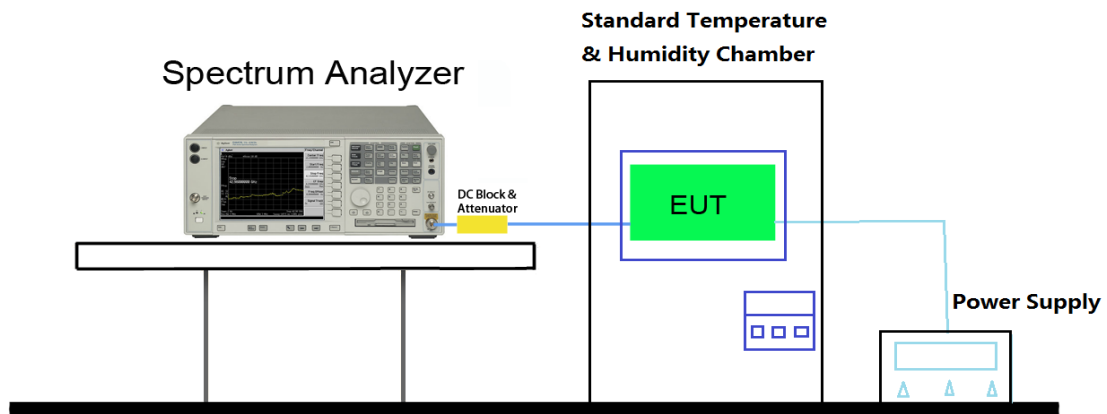 Standard Temperature
& Humidity Chamber
Spectrum Analyzer
DC Block &
Attenuator
EUT
Power Supply